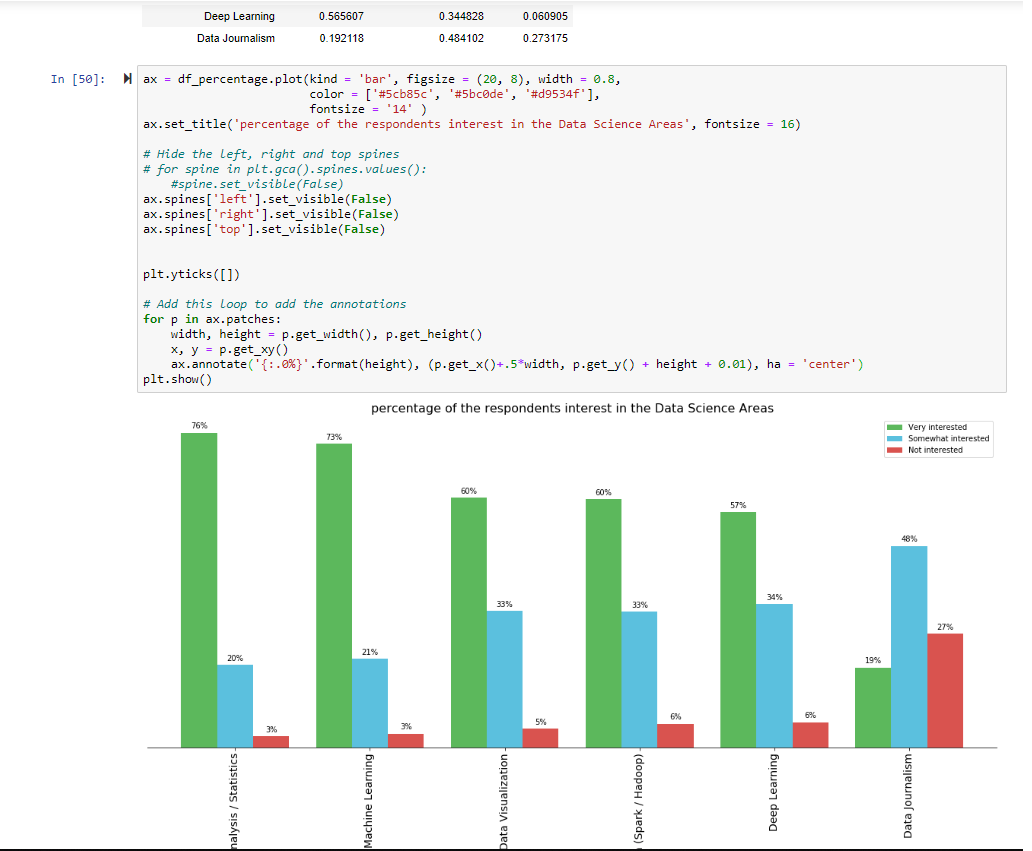 Deep Learning 0.565607 0.344828 0.060905
Data Journalism 0.192118 0.484102 0.273175
In [50]:
ax = df_percentage.plot(kind = 'bar', figsize = (20, 8), width = 0.8,
color = ['#5cb85c', '#5bc0de', '#d9534f'],
fontsize = '14' )
ax.set_title('percentage of the respondents interest in the Data Science Areas', fontsize = 16)
# Hide the left, right and top spines
# for spine in plt.gca().spines.values():
#spine.set_visible(False)
ax.spines['left'].set_visible(False)
ax.spines['right'].set_visible(False)
ax.spines['top'].set_visible(False)
plt.yticks([])
# Add this loop to add the annotations
for p in ax.patches:
width, height = p.get_width(), p.get_height()
x, y = p.get_xy()
ax.annotate('{:.0%}'.format(height), (p.get_x()+.5*width, p.get_y() + height + 0.01), ha = 'center')
plt.show()
percentage of the respondents interest in the Data Science Areas
Very interested
Somewhat interested
Not interested
76%
20%
3%
73%
21%
3%
60%
33%
5%
60%
33%
6%
57%
34%
6%
19%
48%
27%
nalysis / Statistics
Machine Learning
Data Visualization
(Spark / Hadoop)
Deep Learning
Data Journalism